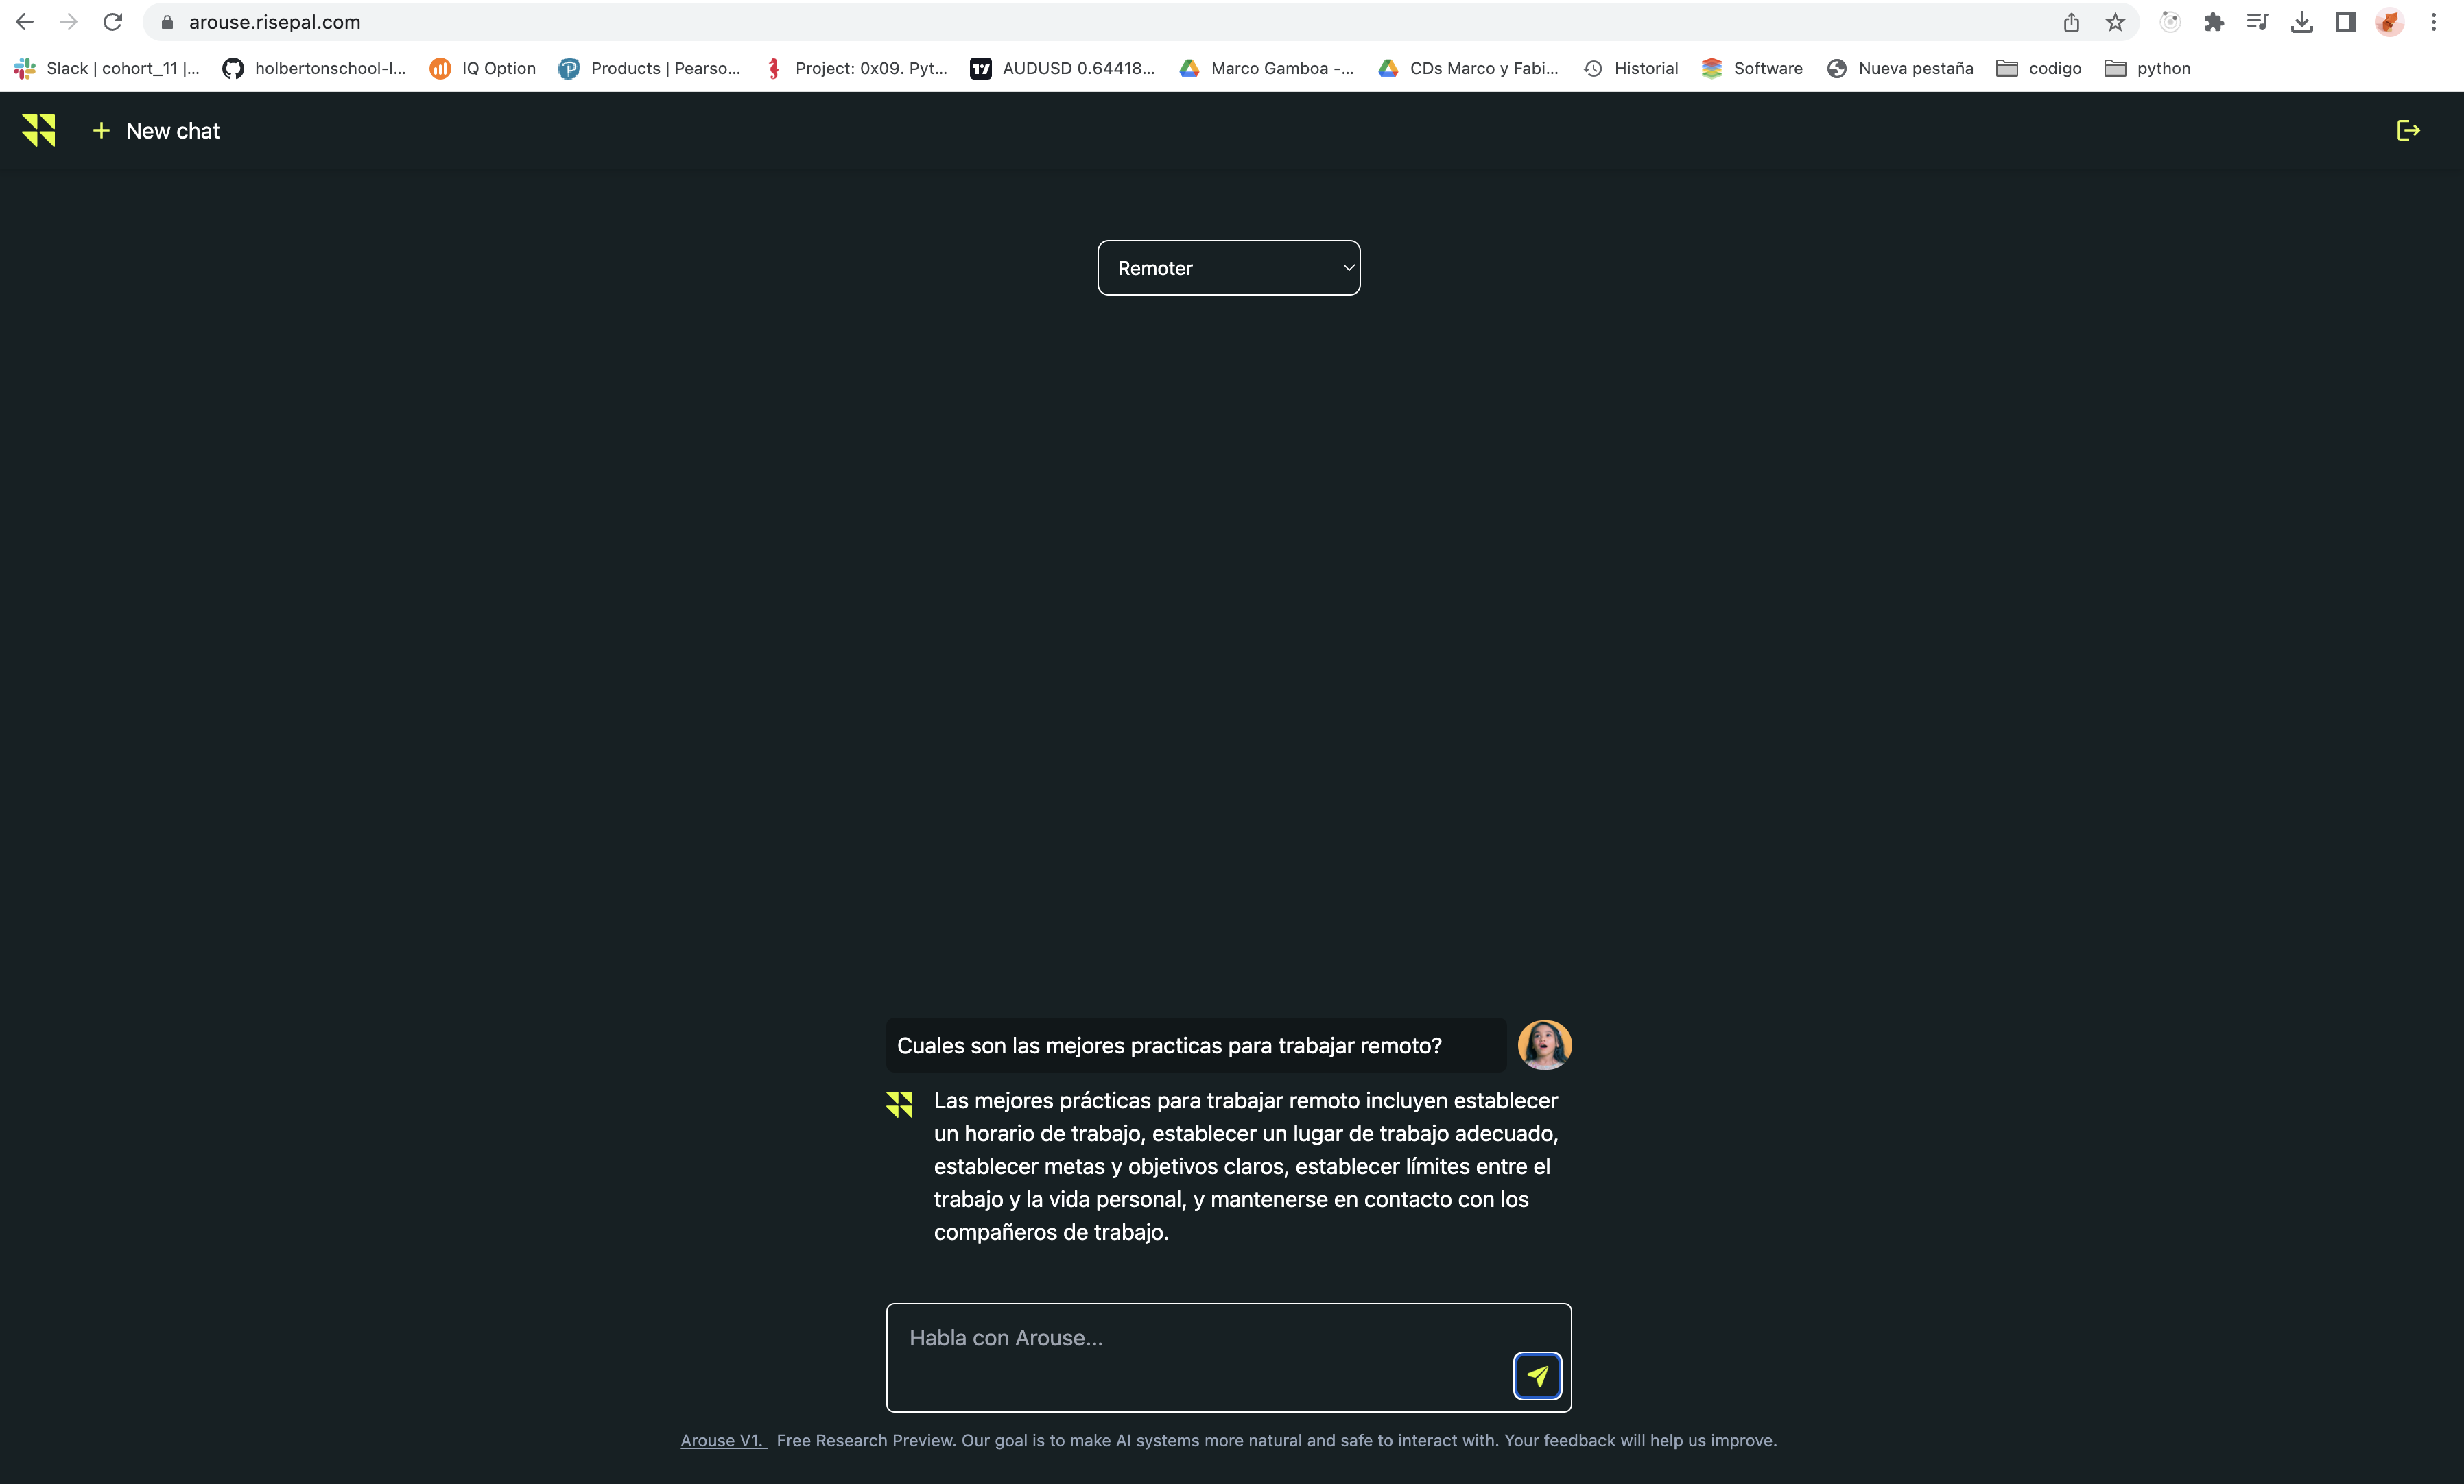 arouse.risepal.com
Slack | cohort_11 |... holbertonschool-l... IQ Option Products | Pearso... Project: 0x09. Pyt... AUDUSD 0.64418... Marco Gamboa -... CDs Marco y Fabi... Historial Software Nueva pestaña codigo python
+ New chat
Remoter
Cuales son las mejores practicas para trabajar remoto?
Las mejores prácticas para trabajar remoto incluyen establecer
un horario de trabajo, establecer un lugar de trabajo adecuado,
establecer metas y objetivos claros, establecer límites entre el
trabajo y la vida personal, y mantenerse en contacto con los
compañeros de trabajo.
Habla con Arouse...
Arouse V1. Free Research Preview. Our goal is to make AI systems more natural and safe to interact with. Your feedback will help us improve.